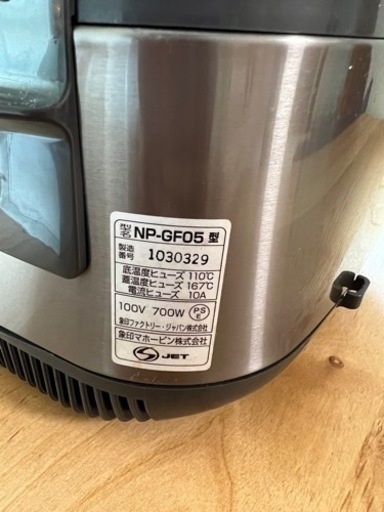 型名 NP-GF05 型
製造番号 1030329
底温度ヒューズ 110℃
蓋温度ヒューズ 167℃
電流ヒューズ 10A
100V 700W PSE
象印ファクトリー・ジャパン株式会社
象印マホービン株式会社
S JET